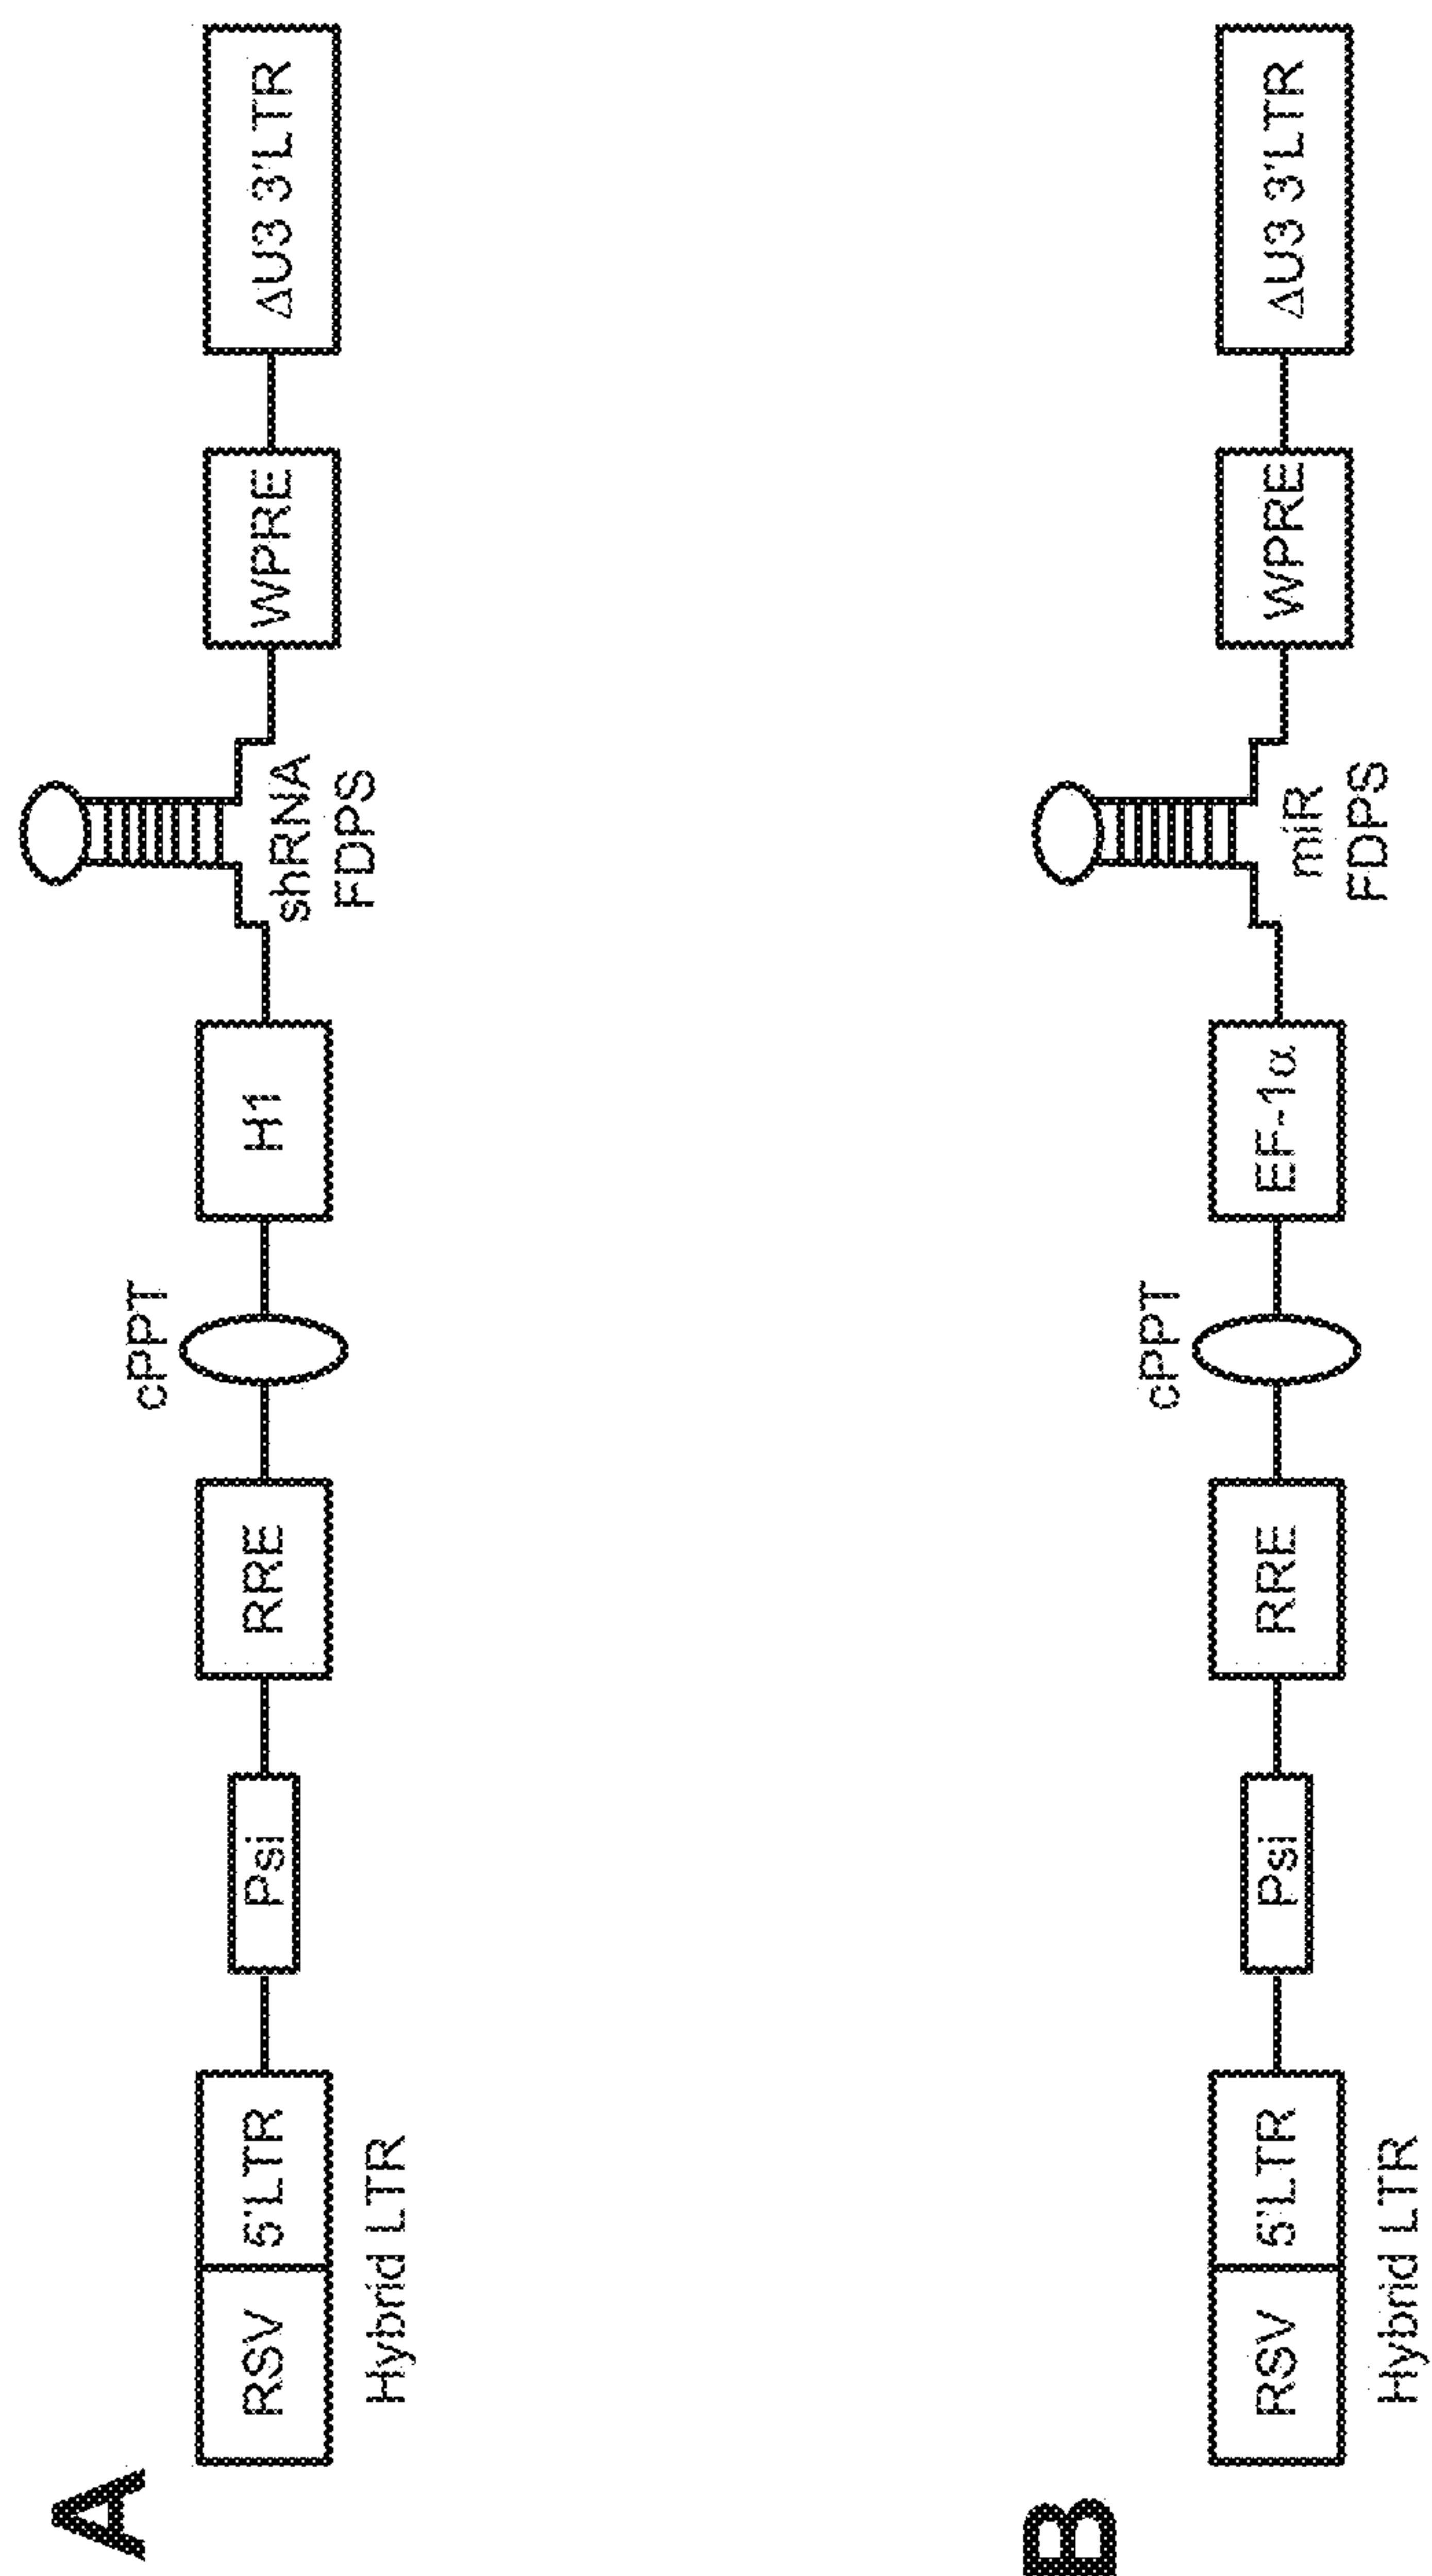 A
RSV
5'LTR
Hybrid LTR
Psi
RRE
cPPT
H1
shRNA
FDPS
WPRE
ΔU3 3'LTR
B
RSV
5'LTR
Hybrid LTR
Psi
RRE
cPPT
EF-1α
miR
FDPS
WPRE
ΔU3 3'LTR